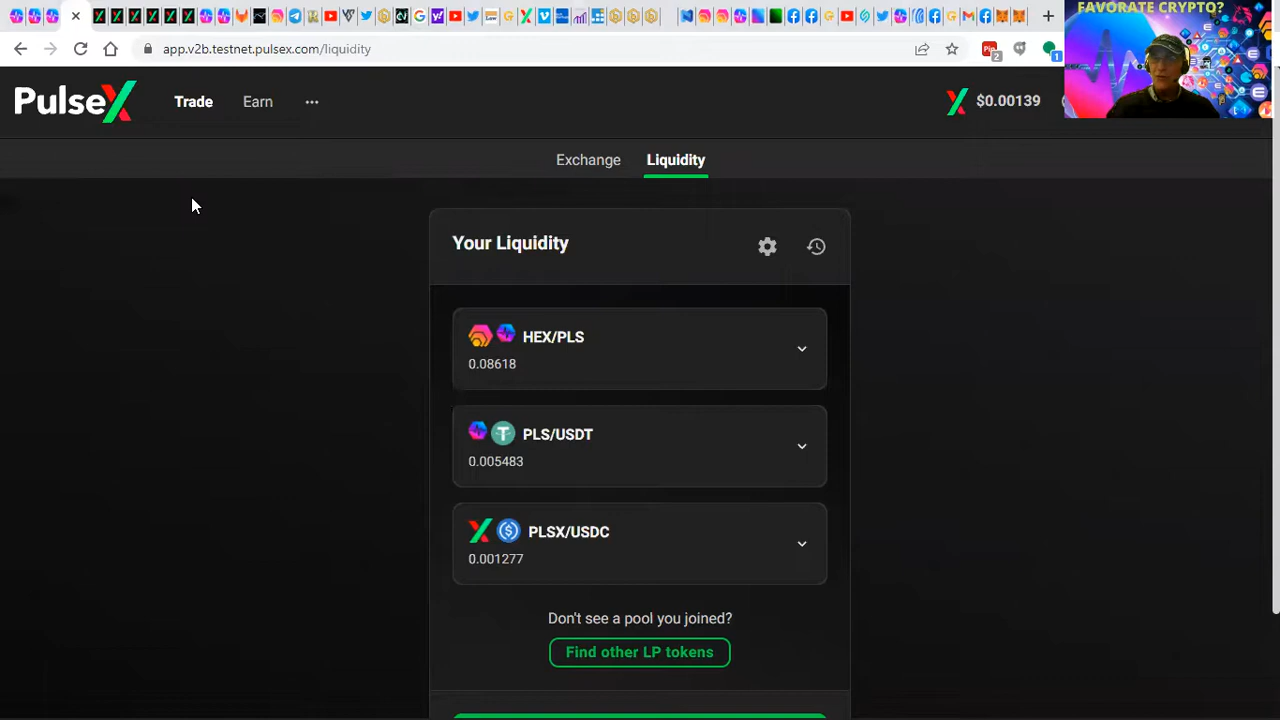 FAVORATE CRYPTO?
app.v2b.testnet.pulsex.com/liquidity
2
1
PulseX
Trade
Earn
$0.00139
Exchange
Liquidity
Your Liquidity
HEX/PLS
0.08618
PLS/USDT
0.005483
PLSX/USDC
0.001277
Don't see a pool you joined?
Find other LP tokens